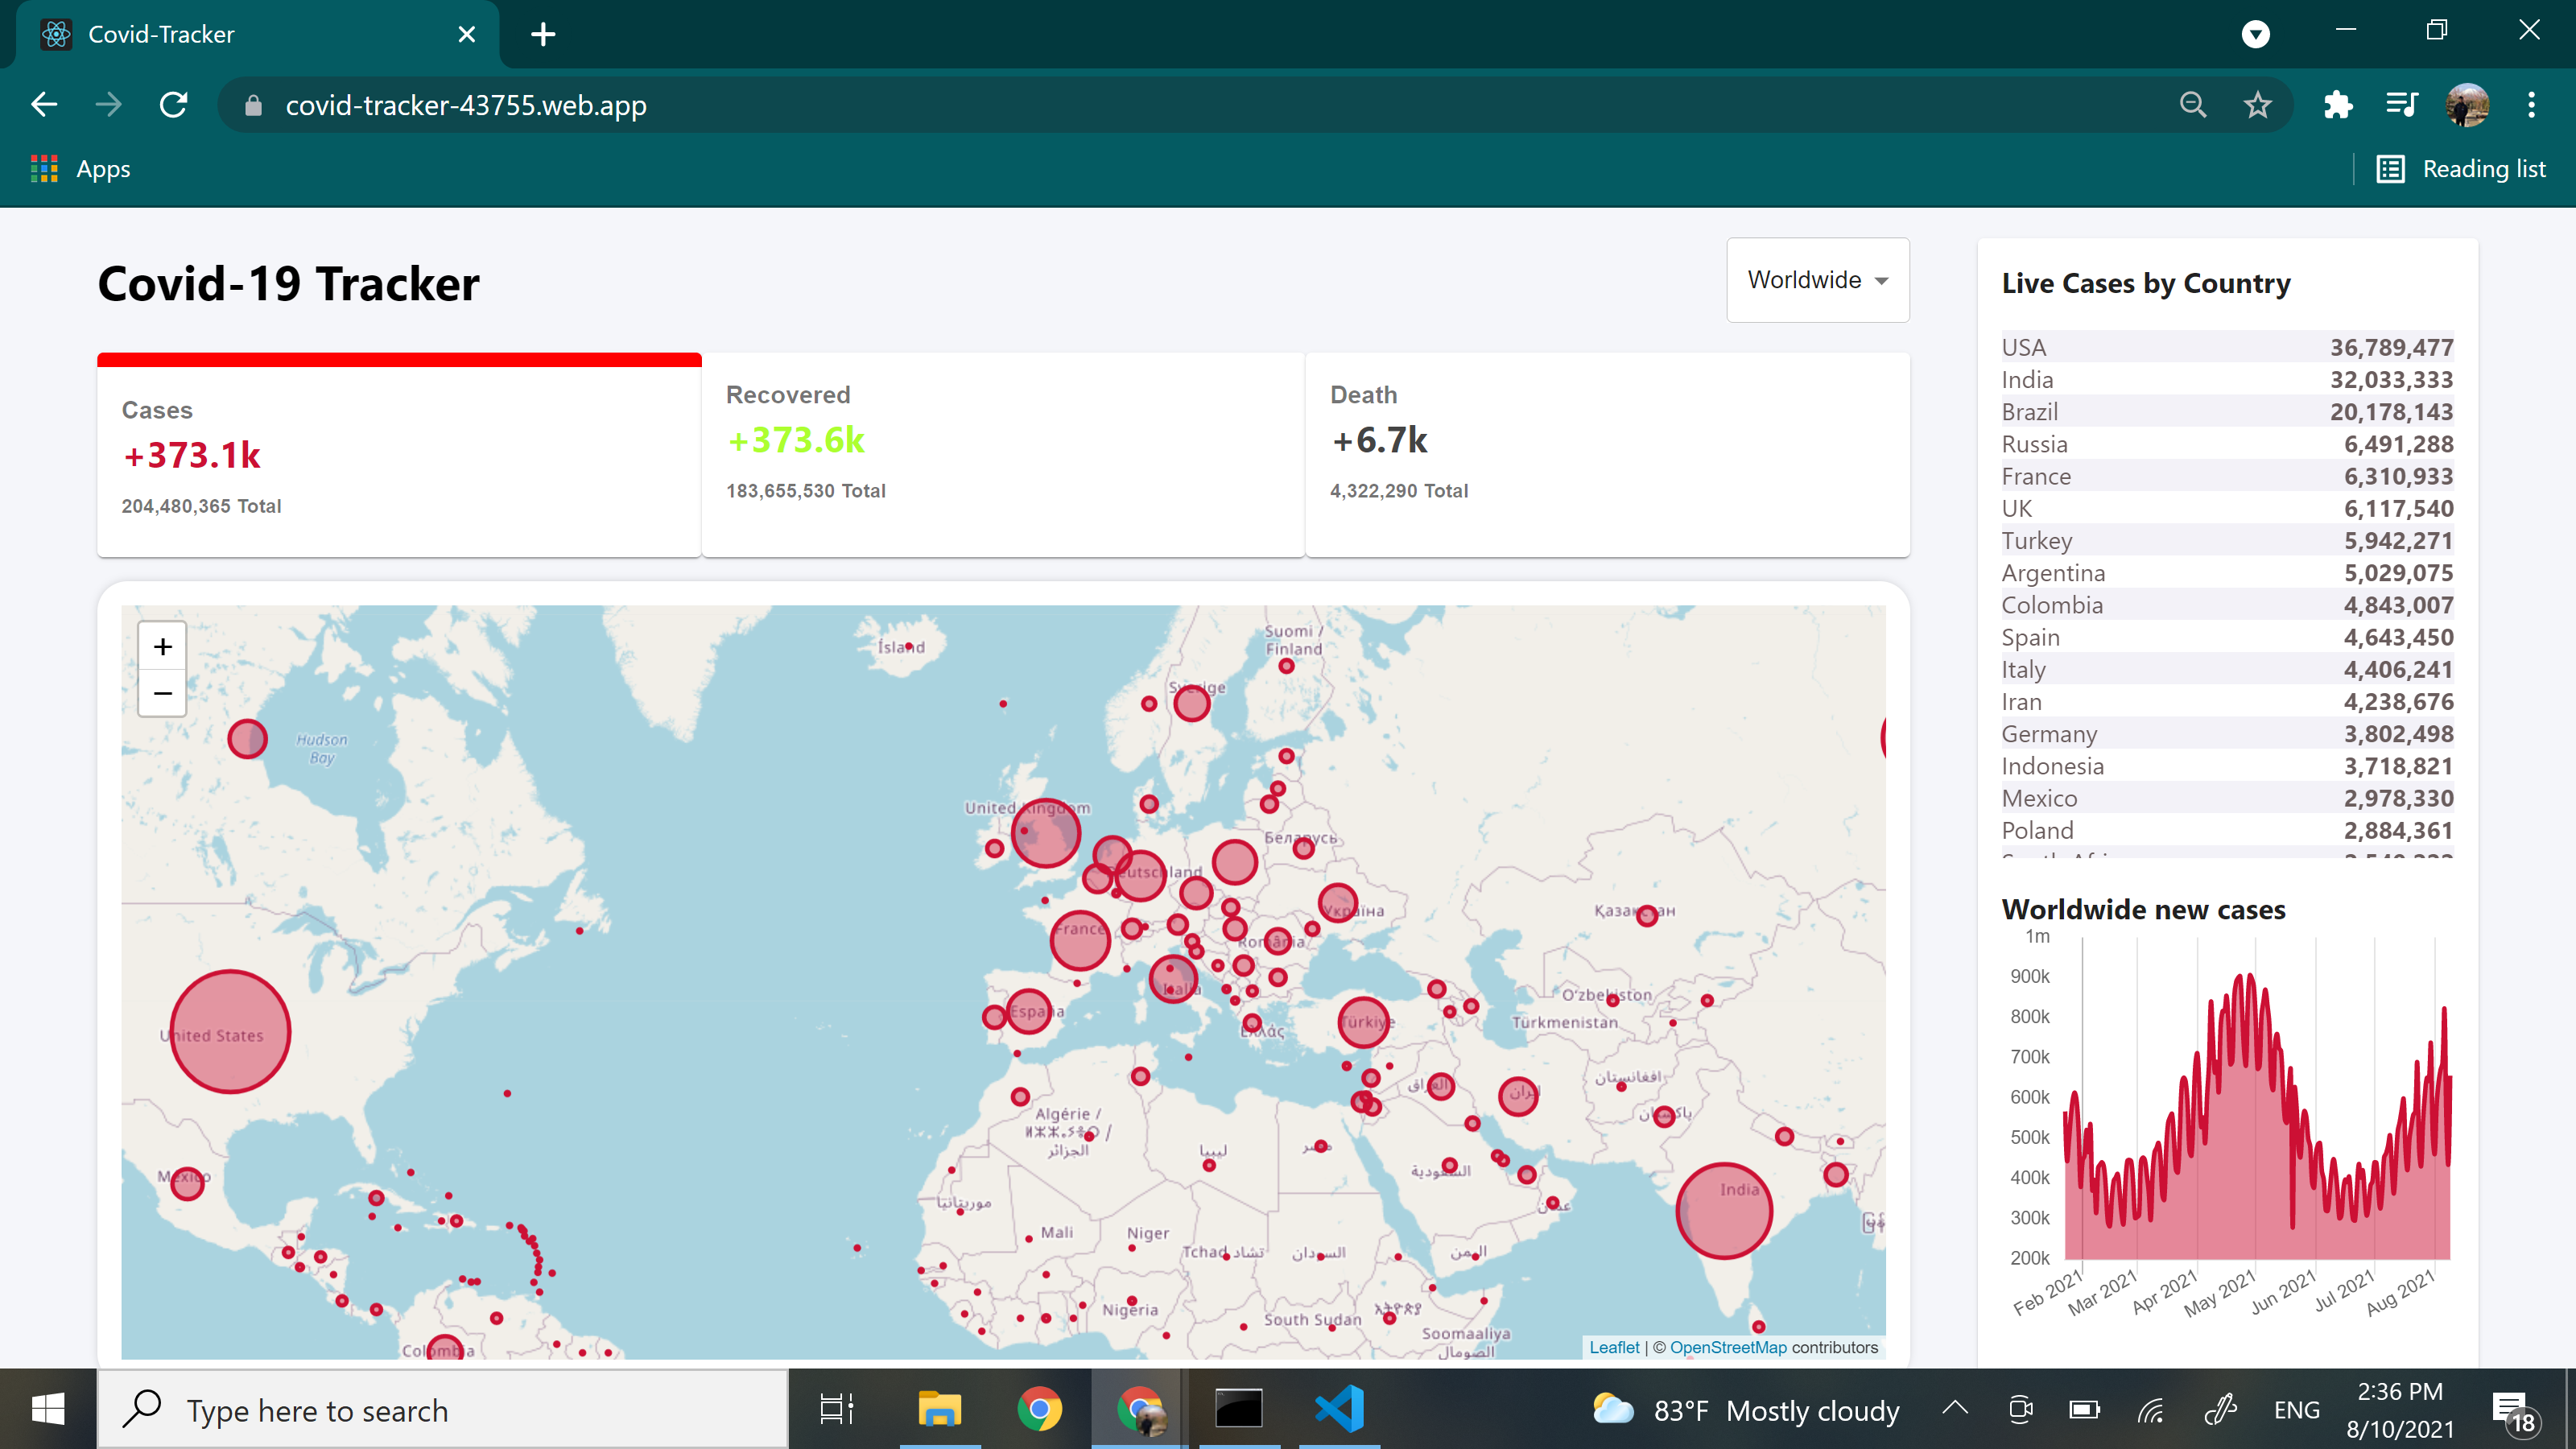 Covid-Tracker
covid-tracker-43755.web.app
Apps
Reading list
Covid-19 Tracker
Worldwide
Cases
+373.1k
204,480,365 Total
Recovered
+373.6k
183,655,530 Total
Death
+6.7k
4,322,290 Total
+
−
Ísland
Suomi /
Finland
Sverige
Hudson
Bay
United Kingdom
Беларусь
Deutschland
Україна
Қазақстан
France
România
Italia
España
Oʻzbekiston
Türkiye
Türkmenistan
Ελλάς
United States
افغانستان
العراق
ایران
پاکستان
Algérie /
الجزائر
ليبيا
مصر
السعودية
México
India
موريتانيا
عمان
Mali
Niger
Tchad تشاد
السودان
اليمن
Nigeria
South Sudan
Soomaaliya
الصومال
Colombia
Leaflet | © OpenStreetMap contributors
Live Cases by Country
USA 36,789,477
India 32,033,333
Brazil 20,178,143
Russia 6,491,288
France 6,310,933
UK 6,117,540
Turkey 5,942,271
Argentina 5,029,075
Colombia 4,843,007
Spain 4,643,450
Italy 4,406,241
Iran 4,238,676
Germany 3,802,498
Indonesia 3,718,821
Mexico 2,978,330
Poland 2,884,361
Worldwide new cases
1m
900k
800k
700k
600k
500k
400k
300k
200k
Feb 2021
Mar 2021
Apr 2021
May 2021
Jun 2021
Jul 2021
Aug 2021
Type here to search
83°F Mostly cloudy
ENG
2:36 PM
8/10/2021
18